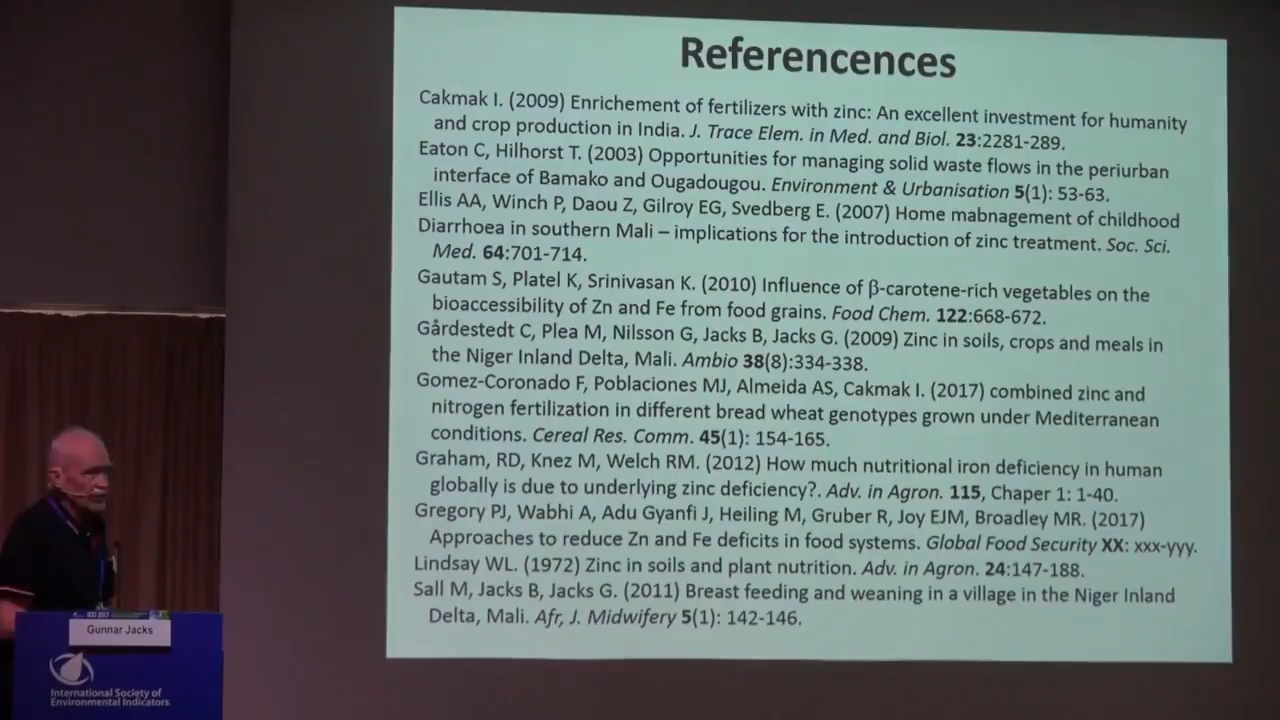 Referencences
Cakmak I. (2009) Enrichement of fertilizers with zinc: An excellent investment for humanity
and crop production in India. J. Trace Elem. in Med. and Biol. 23:2281-289.
Eaton C, Hilhorst T. (2003) Opportunities for managing solid waste flows in the periurban
interface of Bamako and Ougadougou. Environment & Urbanisation 5(1): 53-63.
Ellis AA, Winch P, Daou Z, Gilroy EG, Svedberg E. (2007) Home mabnagement of childhood
Diarrhoea in southern Mali – implications for the introduction of zinc treatment. Soc. Sci.
Med. 64:701-714.
Gautam S, Platel K, Srinivasan K. (2010) Influence of β-carotene-rich vegetables on the
bioaccessibility of Zn and Fe from food grains. Food Chem. 122:668-672.
Gårdestedt C, Plea M, Nilsson G, Jacks B, Jacks G. (2009) Zinc in soils, crops and meals in
the Niger Inland Delta, Mali. Ambio 38(8):334-338.
Gomez-Coronado F, Poblaciones MJ, Almeida AS, Cakmak I. (2017) combined zinc and
nitrogen fertilization in different bread wheat genotypes grown under Mediterranean
conditions. Cereal Res. Comm. 45(1): 154-165.
Graham, RD, Knez M, Welch RM. (2012) How much nutritional iron deficiency in human
globally is due to underlying zinc deficiency?. Adv. in Agron. 115, Chaper 1: 1-40.
Gregory PJ, Wabhi A, Adu Gyanfi J, Heiling M, Gruber R, Joy EJM, Broadley MR. (2017)
Approaches to reduce Zn and Fe deficits in food systems. Global Food Security XX: xxx-yyy.
Lindsay WL. (1972) Zinc in soils and plant nutrition. Adv. in Agron. 24:147-188.
Sall M, Jacks B, Jacks G. (2011) Breast feeding and weaning in a village in the Niger Inland
Delta, Mali. Afr, J. Midwifery 5(1): 142-146.
Gunnar Jacks
International Society of
Environmental Indicators